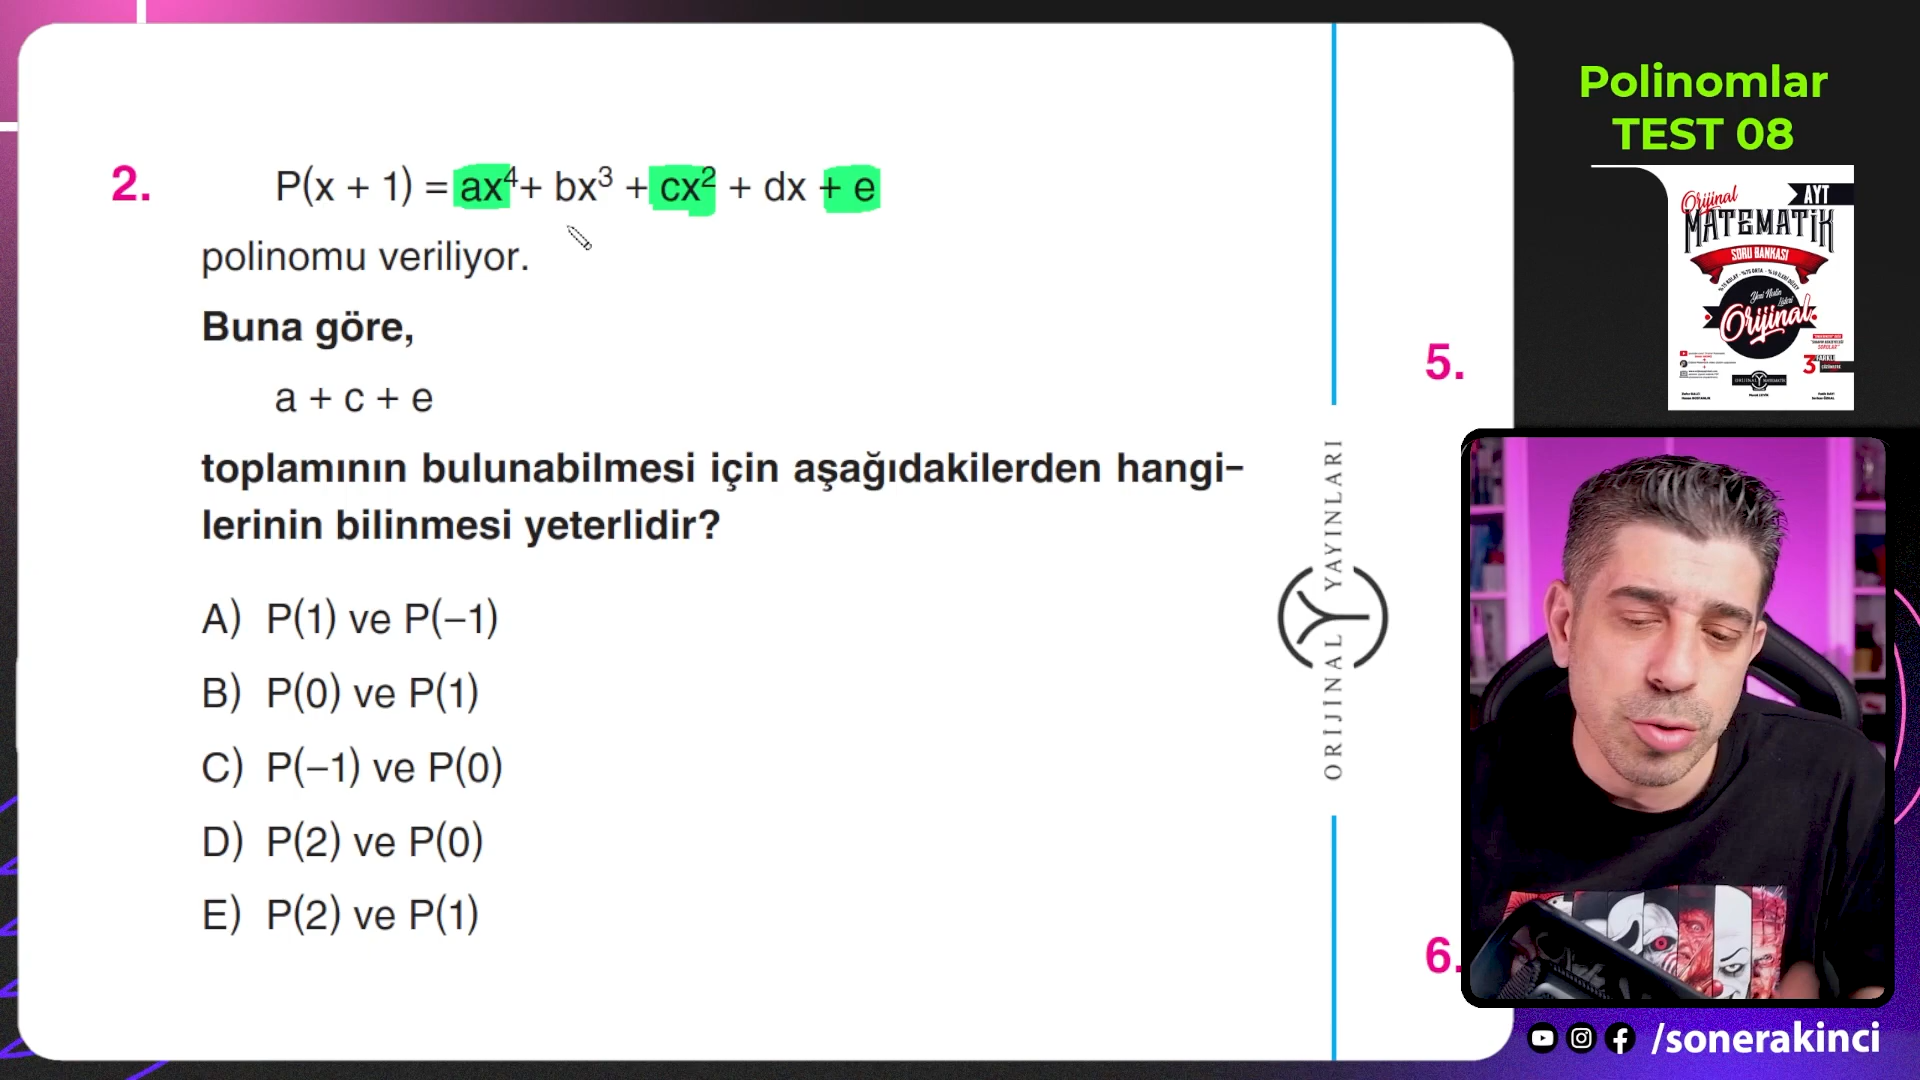 2. P(x + 1) = ax⁴+ bx³ + cx² + dx + e
polinomu veriliyor.
Buna göre,
a + c + e
toplamının bulunabilmesi için aşağıdakilerden hangi-
lerinin bilinmesi yeterlidir?
A) P(1) ve P(–1)
B) P(0) ve P(1)
C) P(–1) ve P(0)
D) P(2) ve P(0)
E) P(2) ve P(1)
ORİJİNAL YAYINLARI
5.
6.
Polinomlar
TEST 08
Orijinal
AYT
MATEMATİK
SORU BANKASI
Yeni Neslin
Orijinal
3
/sonerakinci